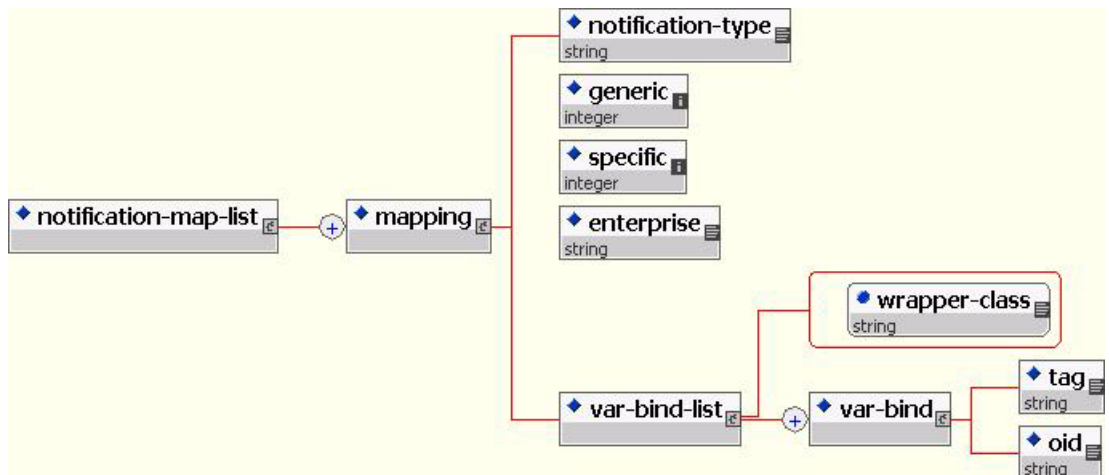 notification-type
string
generic
integer
specific
integer
notification-map-list
mapping
enterprise
string
wrapper-class
string
var-bind-list
var-bind
tag
string
oid
string